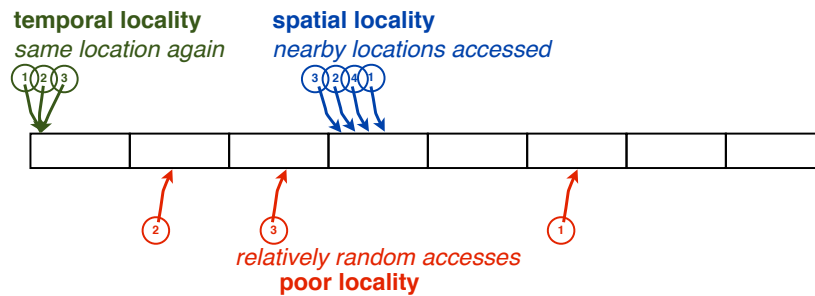 temporal locality
same location again
1 2 3
spatial locality
nearby locations accessed
3 2 4 1
2
3
1
relatively random accesses
poor locality